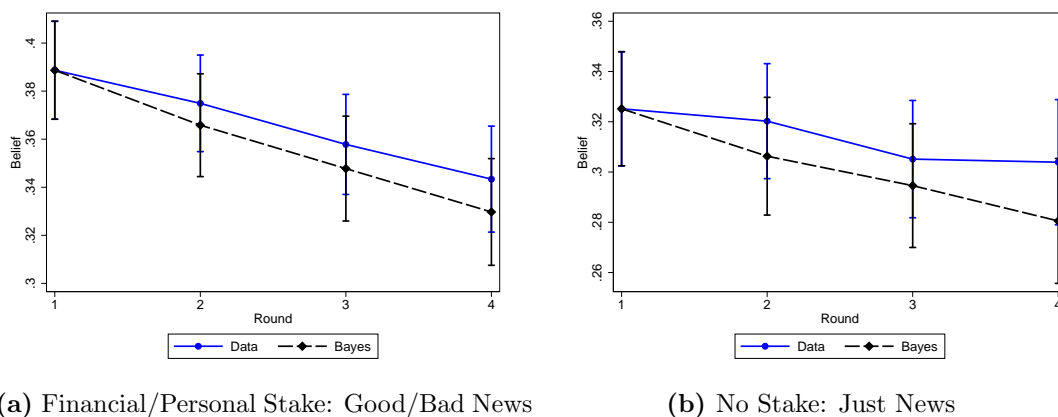 .4
.38
.36
.34
.32
.3
Belief
1 2 3 4
Round
Data Bayes
(a) Financial/Personal Stake: Good/Bad News
.36
.34
.32
.3
.28
.26
Belief
1 2 3 4
Round
Data Bayes
(b) No Stake: Just News